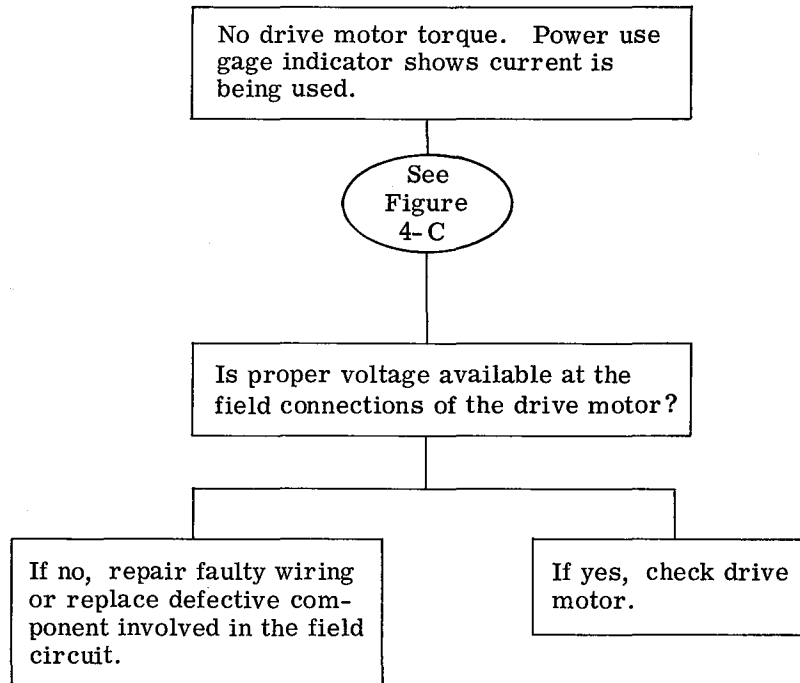 No drive motor torque. Power use
gage indicator shows current is
being used.
See
Figure
4-C
Is proper voltage available at the
field connections of the drive motor?
If no, repair faulty wiring
or replace defective com-
ponent involved in the field
circuit.
If yes, check drive
motor.